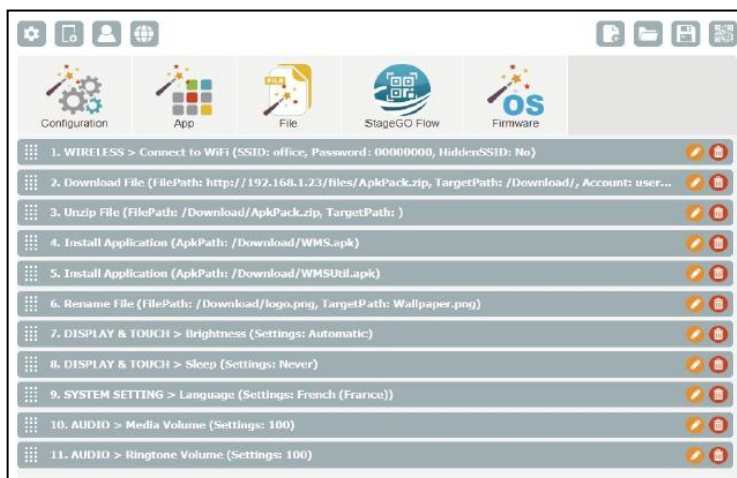 FILE
OS
Configuration
App
File
StageGO Flow
Firmware
1. WIRELESS > Connect to WiFi (SSID: office, Password: 00000000, HiddenSSID: No)
2. Download File (FilePath: http://192.168.1.23/files/ApkPack.zip, TargetPath: /Download/, Account: user...
3. Unzip File (FilePath: /Download/ApkPack.zip, TargetPath: )
4. Install Application (ApkPath: /Download/WMS.apk)
5. Install Application (ApkPath: /Download/WMSUtil.apk)
6. Rename File (FilePath: /Download/logo.png, TargetPath: Wallpaper.png)
7. DISPLAY & TOUCH > Brightness (Settings: Automatic)
8. DISPLAY & TOUCH > Sleep (Settings: Never)
9. SYSTEM SETTING > Language (Settings: French (France))
10. AUDIO > Media Volume (Settings: 100)
11. AUDIO > Ringtone Volume (Settings: 100)